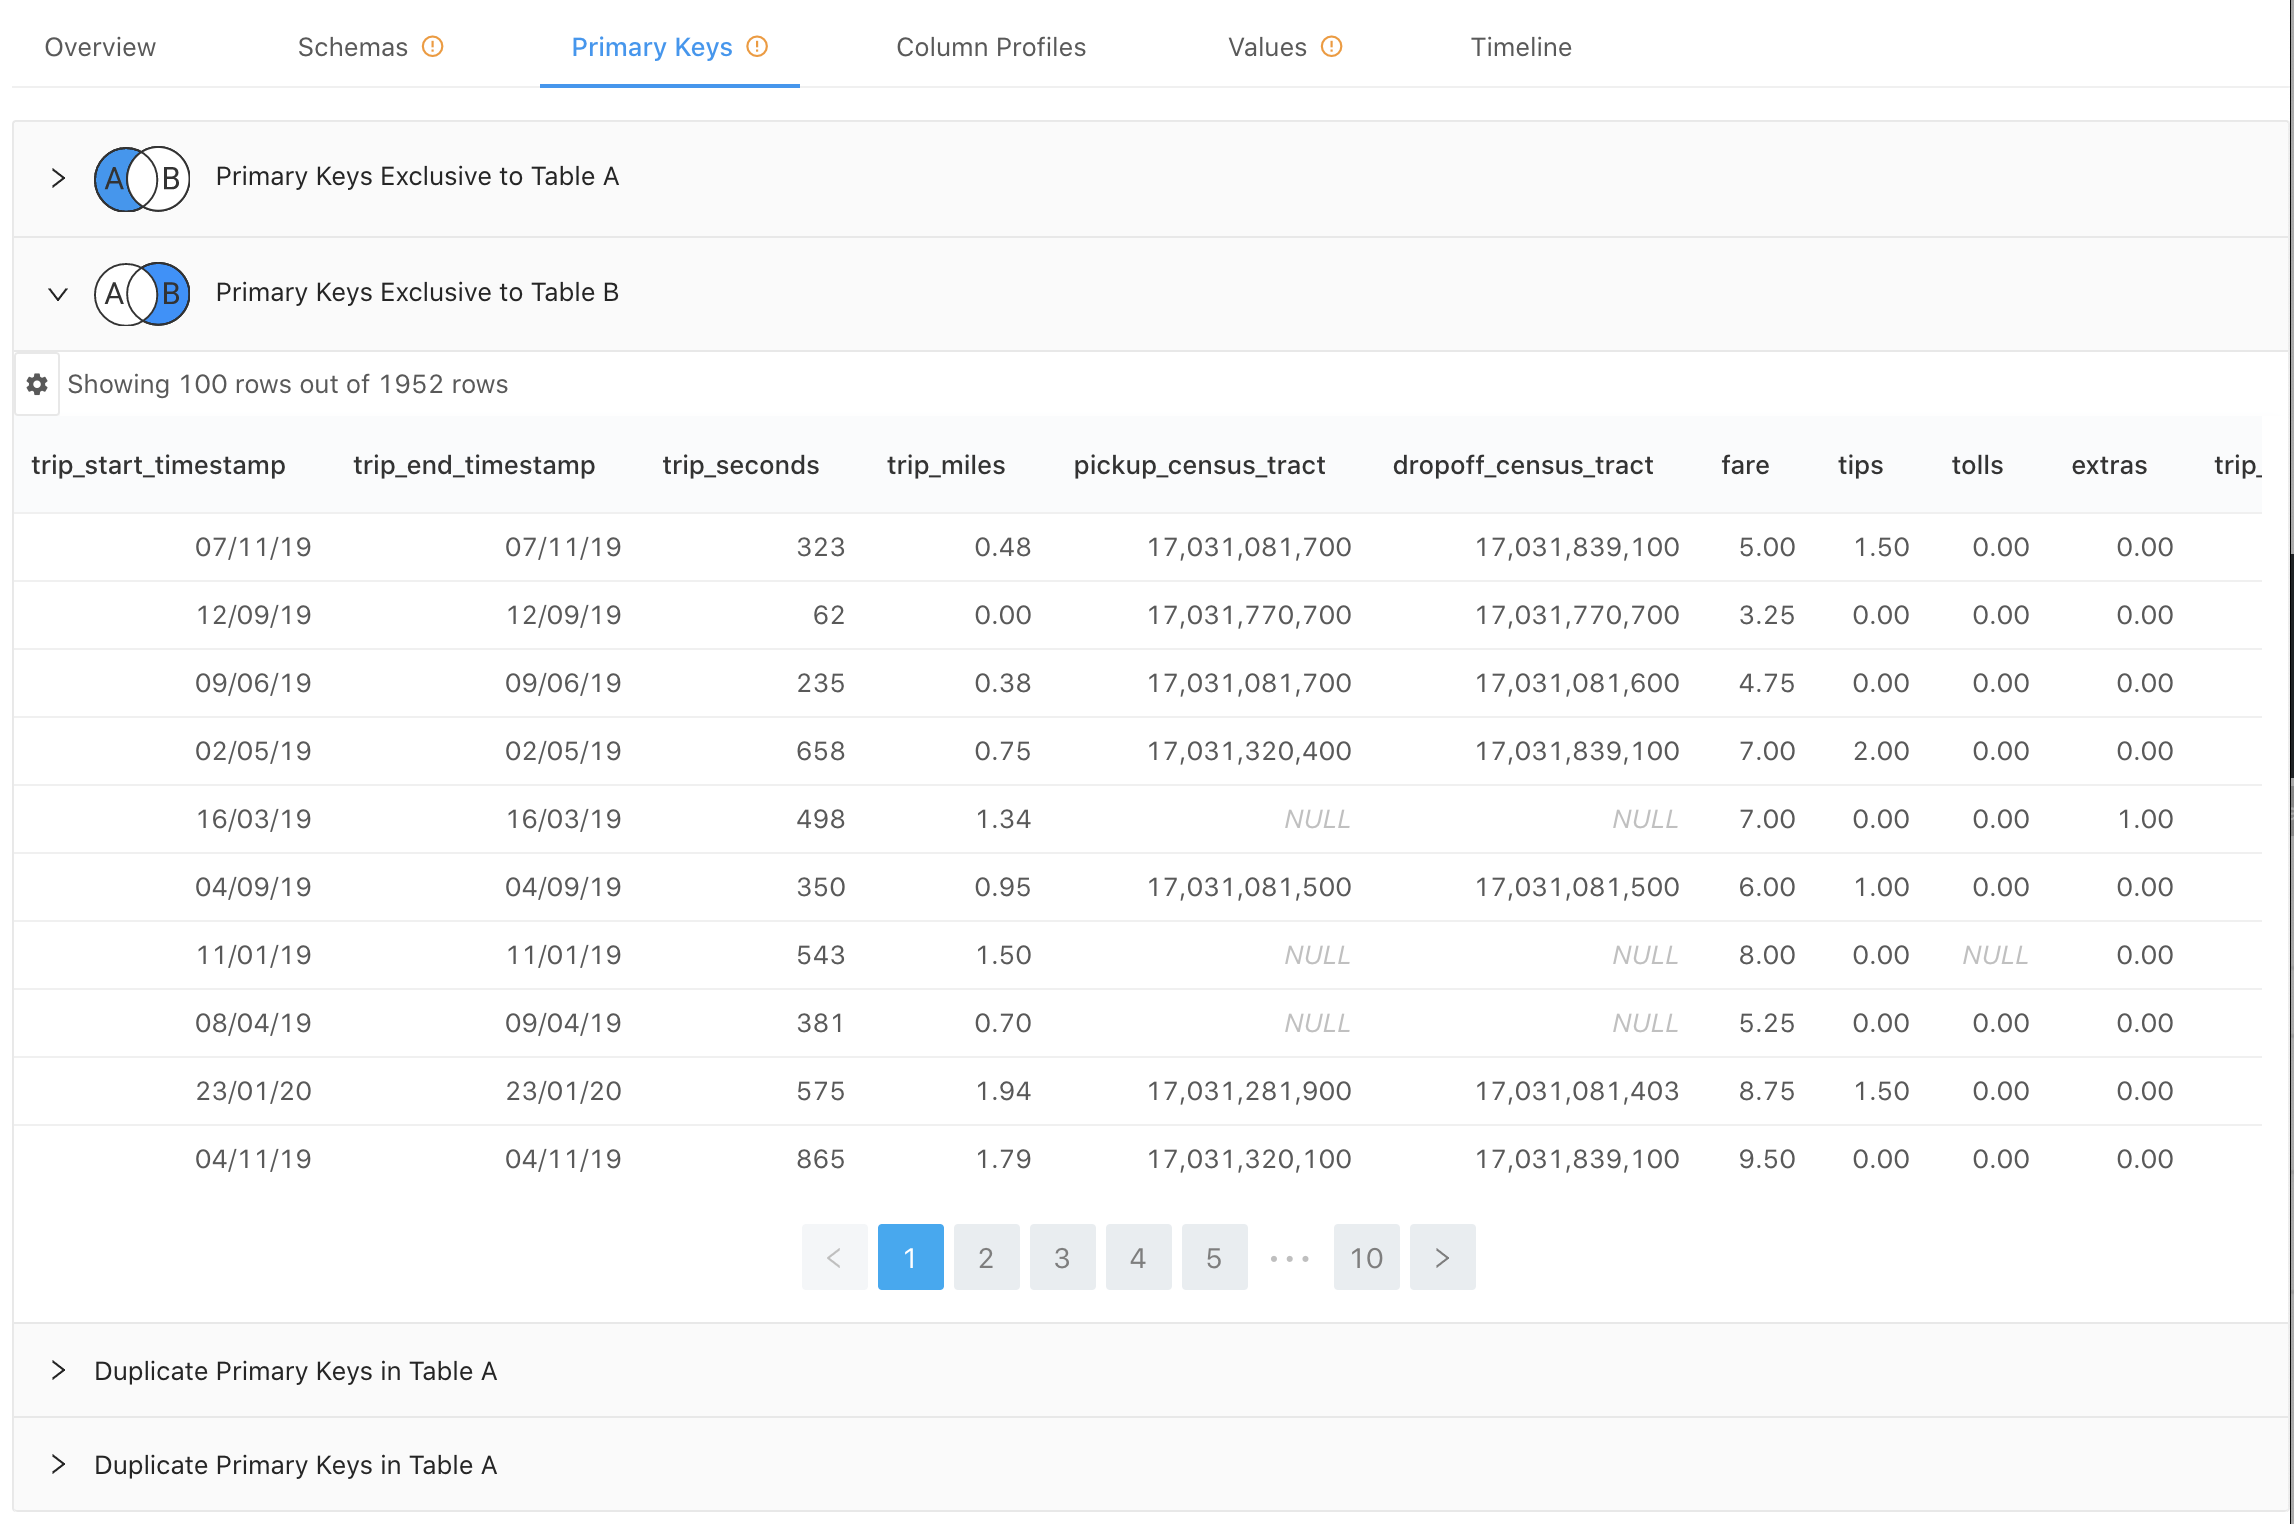 Overview Schemas Primary Keys Column Profiles Values Timeline
A B Primary Keys Exclusive to Table A
A B Primary Keys Exclusive to Table B
Showing 100 rows out of 1952 rows
trip_start_timestamp trip_end_timestamp trip_seconds trip_miles pickup_census_tract dropoff_census_tract fare tips tolls extras trip_
07/11/19 07/11/19 323 0.48 17,031,081,700 17,031,839,100 5.00 1.50 0.00 0.00
12/09/19 12/09/19 62 0.00 17,031,770,700 17,031,770,700 3.25 0.00 0.00 0.00
09/06/19 09/06/19 235 0.38 17,031,081,700 17,031,081,600 4.75 0.00 0.00 0.00
02/05/19 02/05/19 658 0.75 17,031,320,400 17,031,839,100 7.00 2.00 0.00 0.00
16/03/19 16/03/19 498 1.34 NULL NULL 7.00 0.00 0.00 1.00
04/09/19 04/09/19 350 0.95 17,031,081,500 17,031,081,500 6.00 1.00 0.00 0.00
11/01/19 11/01/19 543 1.50 NULL NULL 8.00 0.00 NULL 0.00
08/04/19 09/04/19 381 0.70 NULL NULL 5.25 0.00 0.00 0.00
23/01/20 23/01/20 575 1.94 17,031,281,900 17,031,081,403 8.75 1.50 0.00 0.00
04/11/19 04/11/19 865 1.79 17,031,320,100 17,031,839,100 9.50 0.00 0.00 0.00
< 1 2 3 4 5 ••• 10 >
Duplicate Primary Keys in Table A
Duplicate Primary Keys in Table A